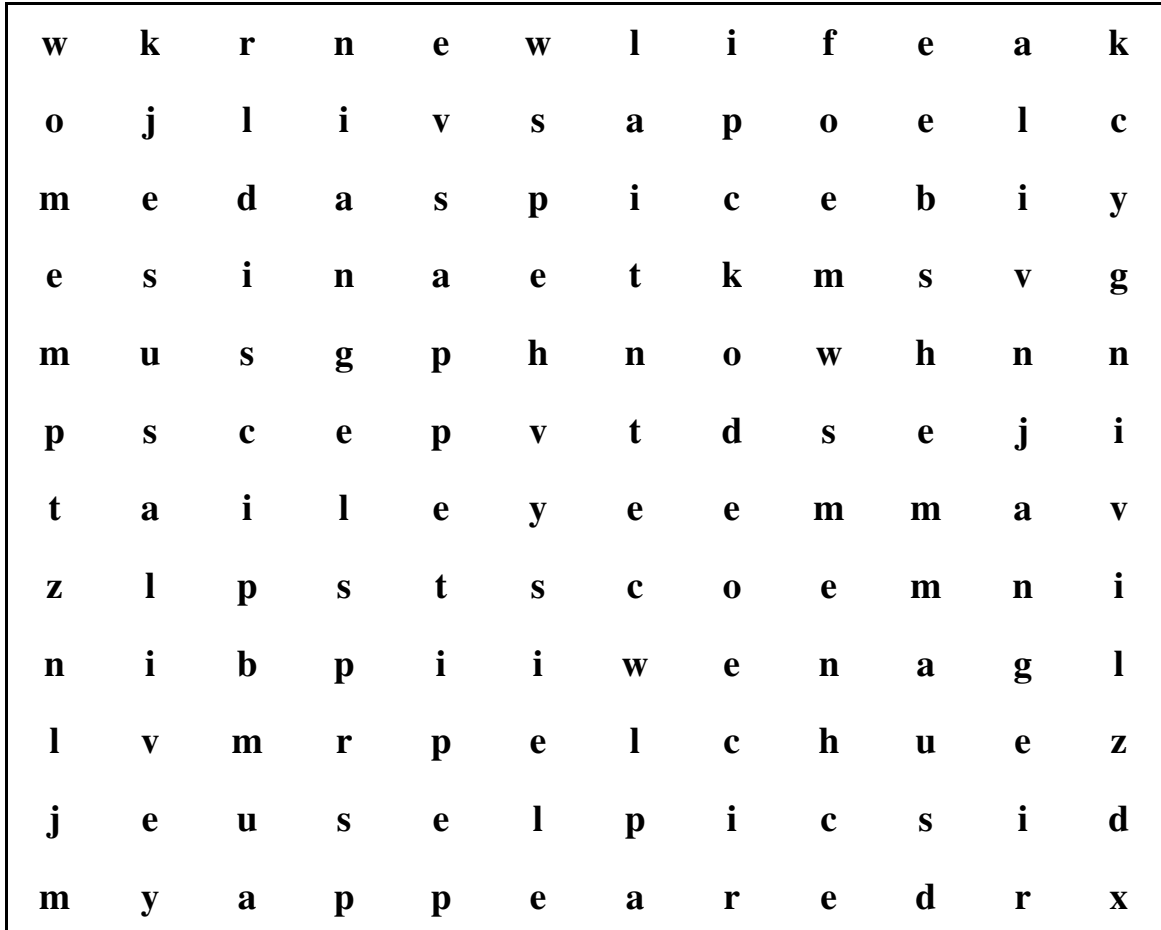 w k r n e w l i f e a k
o j l i v s a p o e l c
m e d a s p i c e b i y
e s i n a e t k m s v g
m u s g p h n o w h n n
p s c e p v t d s e j i
t a i l e y e e m m a v
z l p s t s c o e m n i
n i b p i i w e n a g l
l v m r p e l c h u e z
j e u s e l p i c s i d
m y a p p e a r e d r x